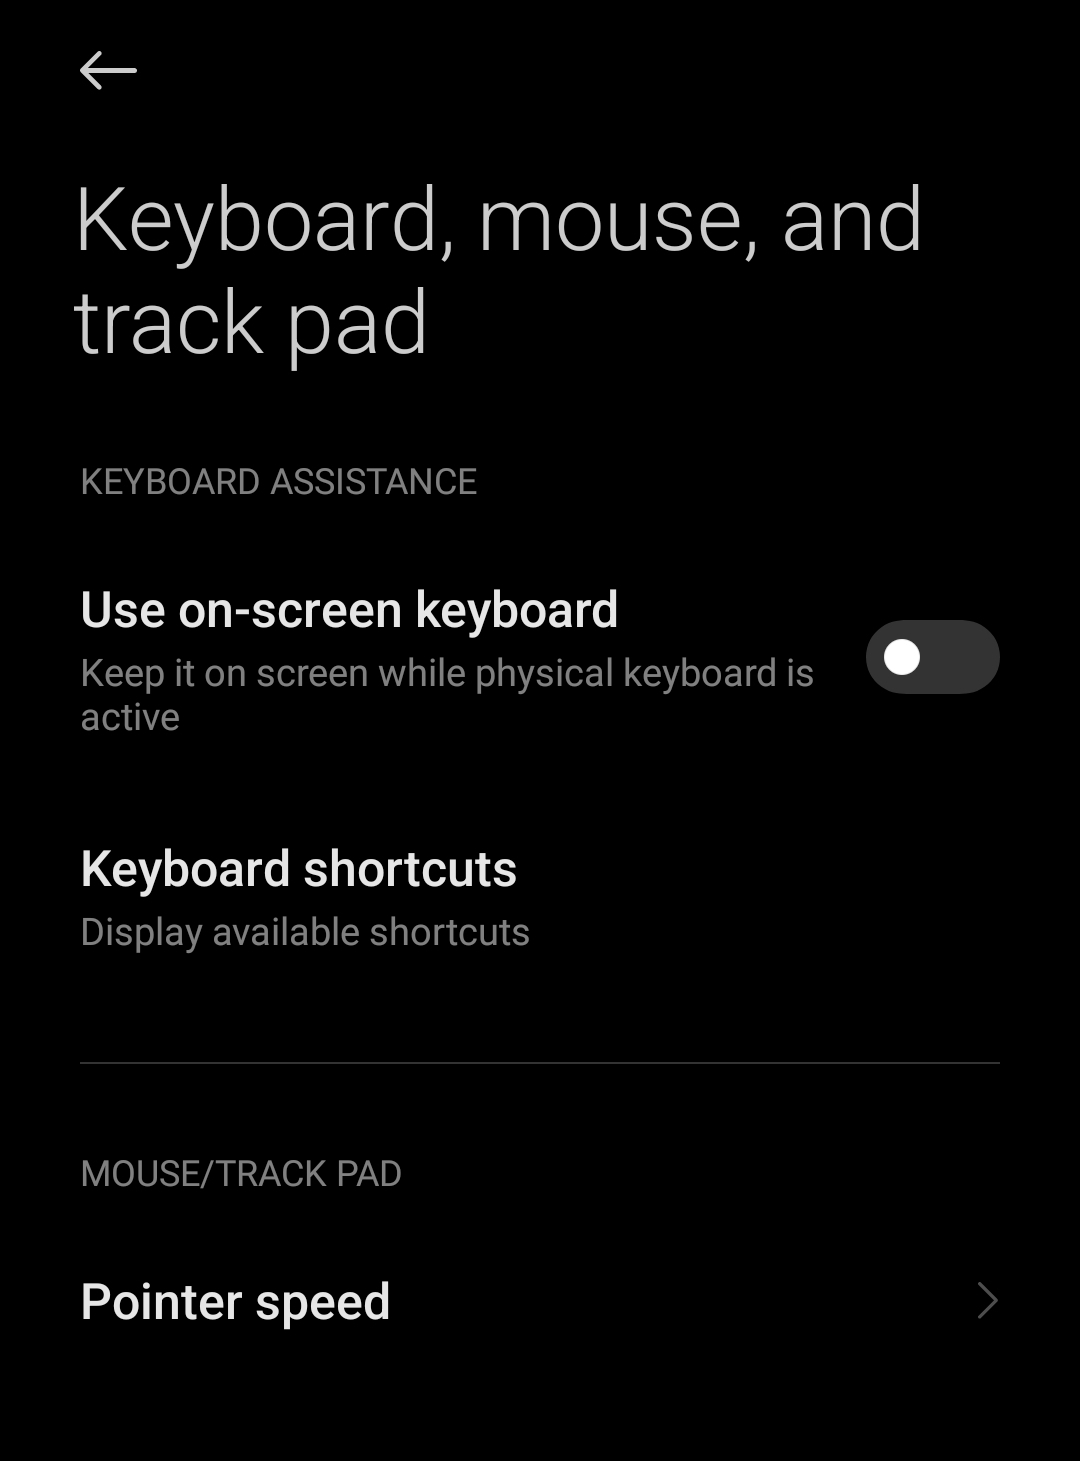 Keyboard, mouse, and
track pad
KEYBOARD ASSISTANCE
Use on-screen keyboard
Keep it on screen while physical keyboard is
active
Keyboard shortcuts
Display available shortcuts
MOUSE/TRACK PAD
Pointer speed